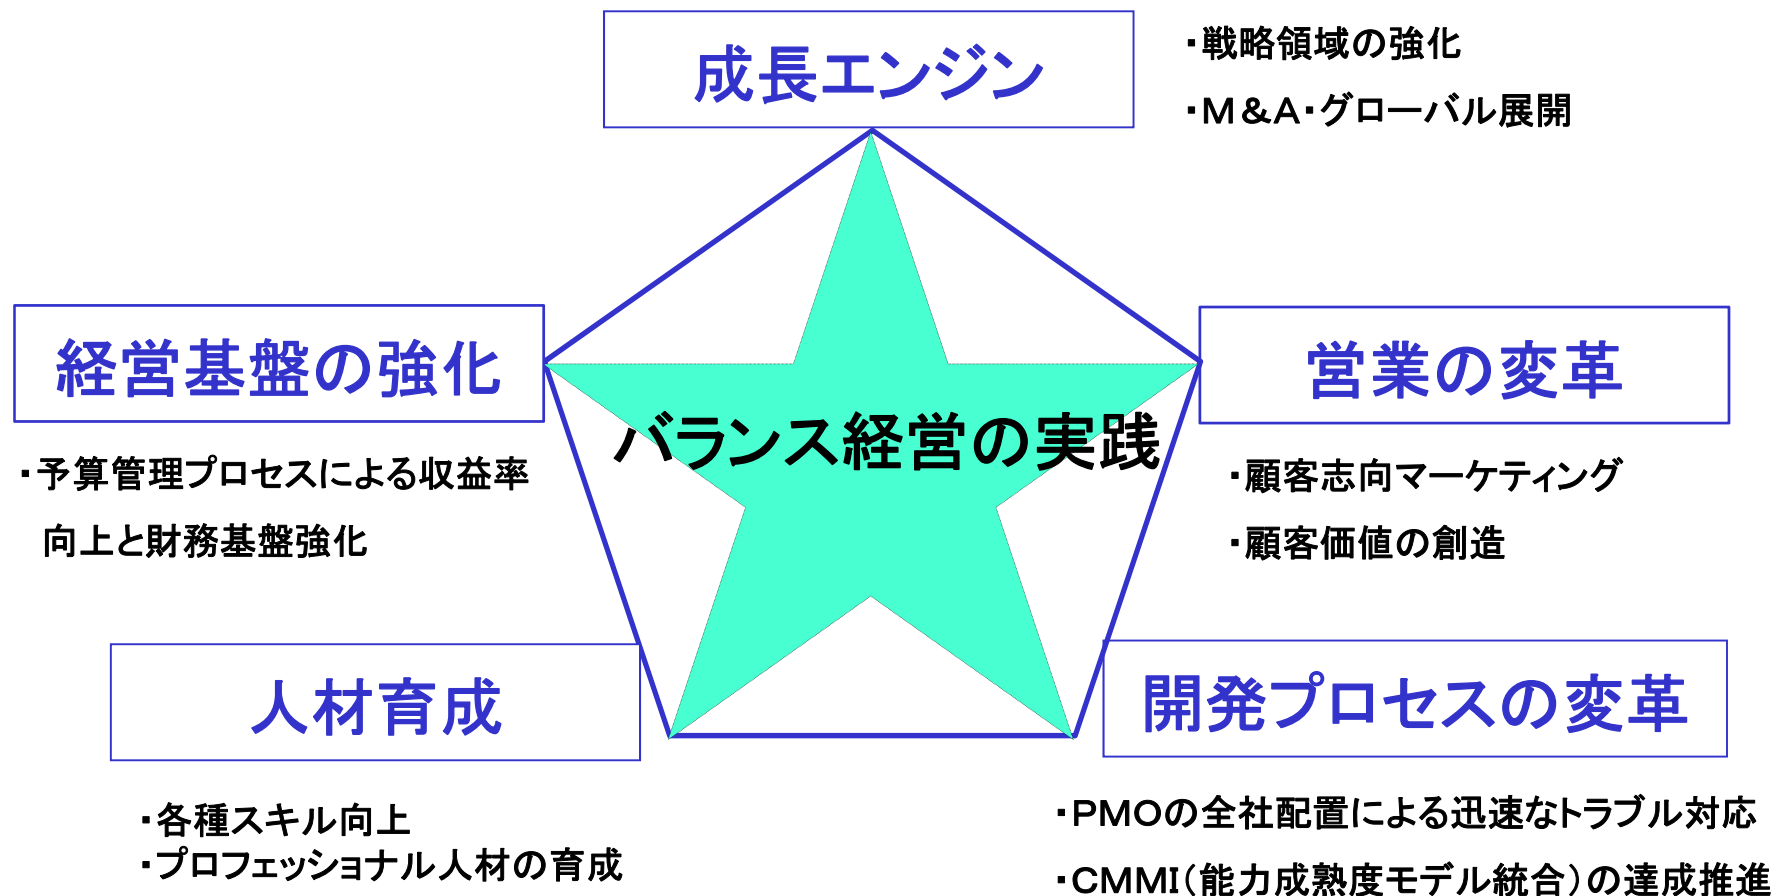 成長エンジン
・戦略領域の強化
・M&A・グローバル展開
経営基盤の強化
・予算管理プロセスによる収益率
向上と財務基盤強化
バランス経営の実践
営業の変革
・顧客志向マーケティング
・顧客価値の創造
人材育成
・各種スキル向上
・プロフェッショナル人材の育成
開発プロセスの変革
・PMOの全社配置による迅速なトラブル対応
・CMMI(能力成熟度モデル統合)の達成推進